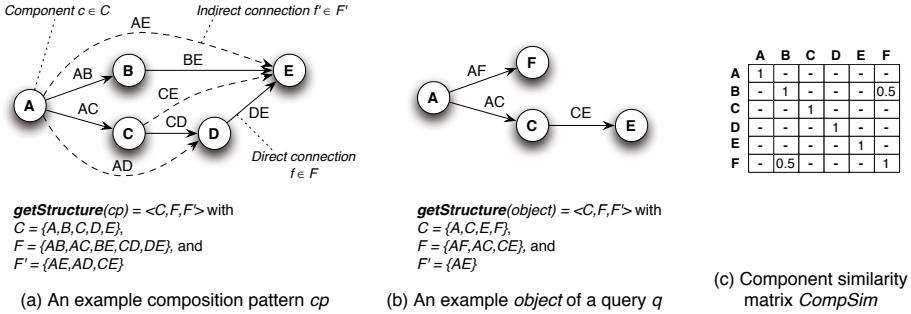 Component c ∈ C
Indirect connection f' ∈ F'
AE
AB
B
BE
E
A
CE
AC
C
CD
D
DE
AD
Direct connection
f ∈ F
getStructure(cp) = <C,F,F'> with
C = {A,B,C,D,E},
F = {AB,AC,BE,CD,DE}, and
F' = {AE,AD,CE}
(a) An example composition pattern cp
F
AF
A
AC
CE
C
E
getStructure(object) = <C,F,F'> with
C = {A,C,E,F},
F = {AF,AC,CE}, and
F' = {AE}
(b) An example object of a query q
A B C D E F
A 1 - - - - -
B - 1 - - - 0.5
C - - 1 - - -
D - - - 1 - -
E - - - - 1 -
F - 0.5 - - - 1
(c) Component similarity
matrix CompSim